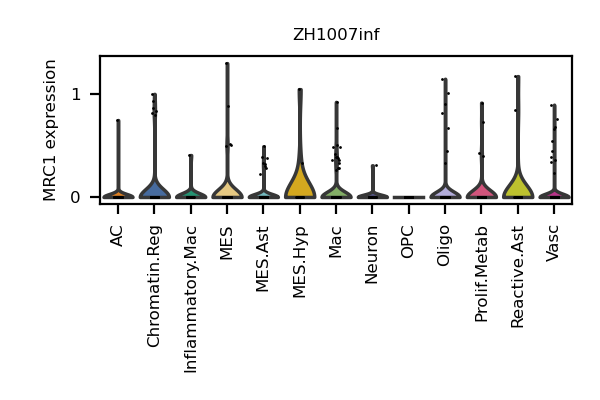 ZH1007inf
MRC1 expression
1
0
AC
Chromatin.Reg
Inflammatory.Mac
MES
MES.Ast
MES.Hyp
Mac
Neuron
OPC
Oligo
Prolif.Metab
Reactive.Ast
Vasc